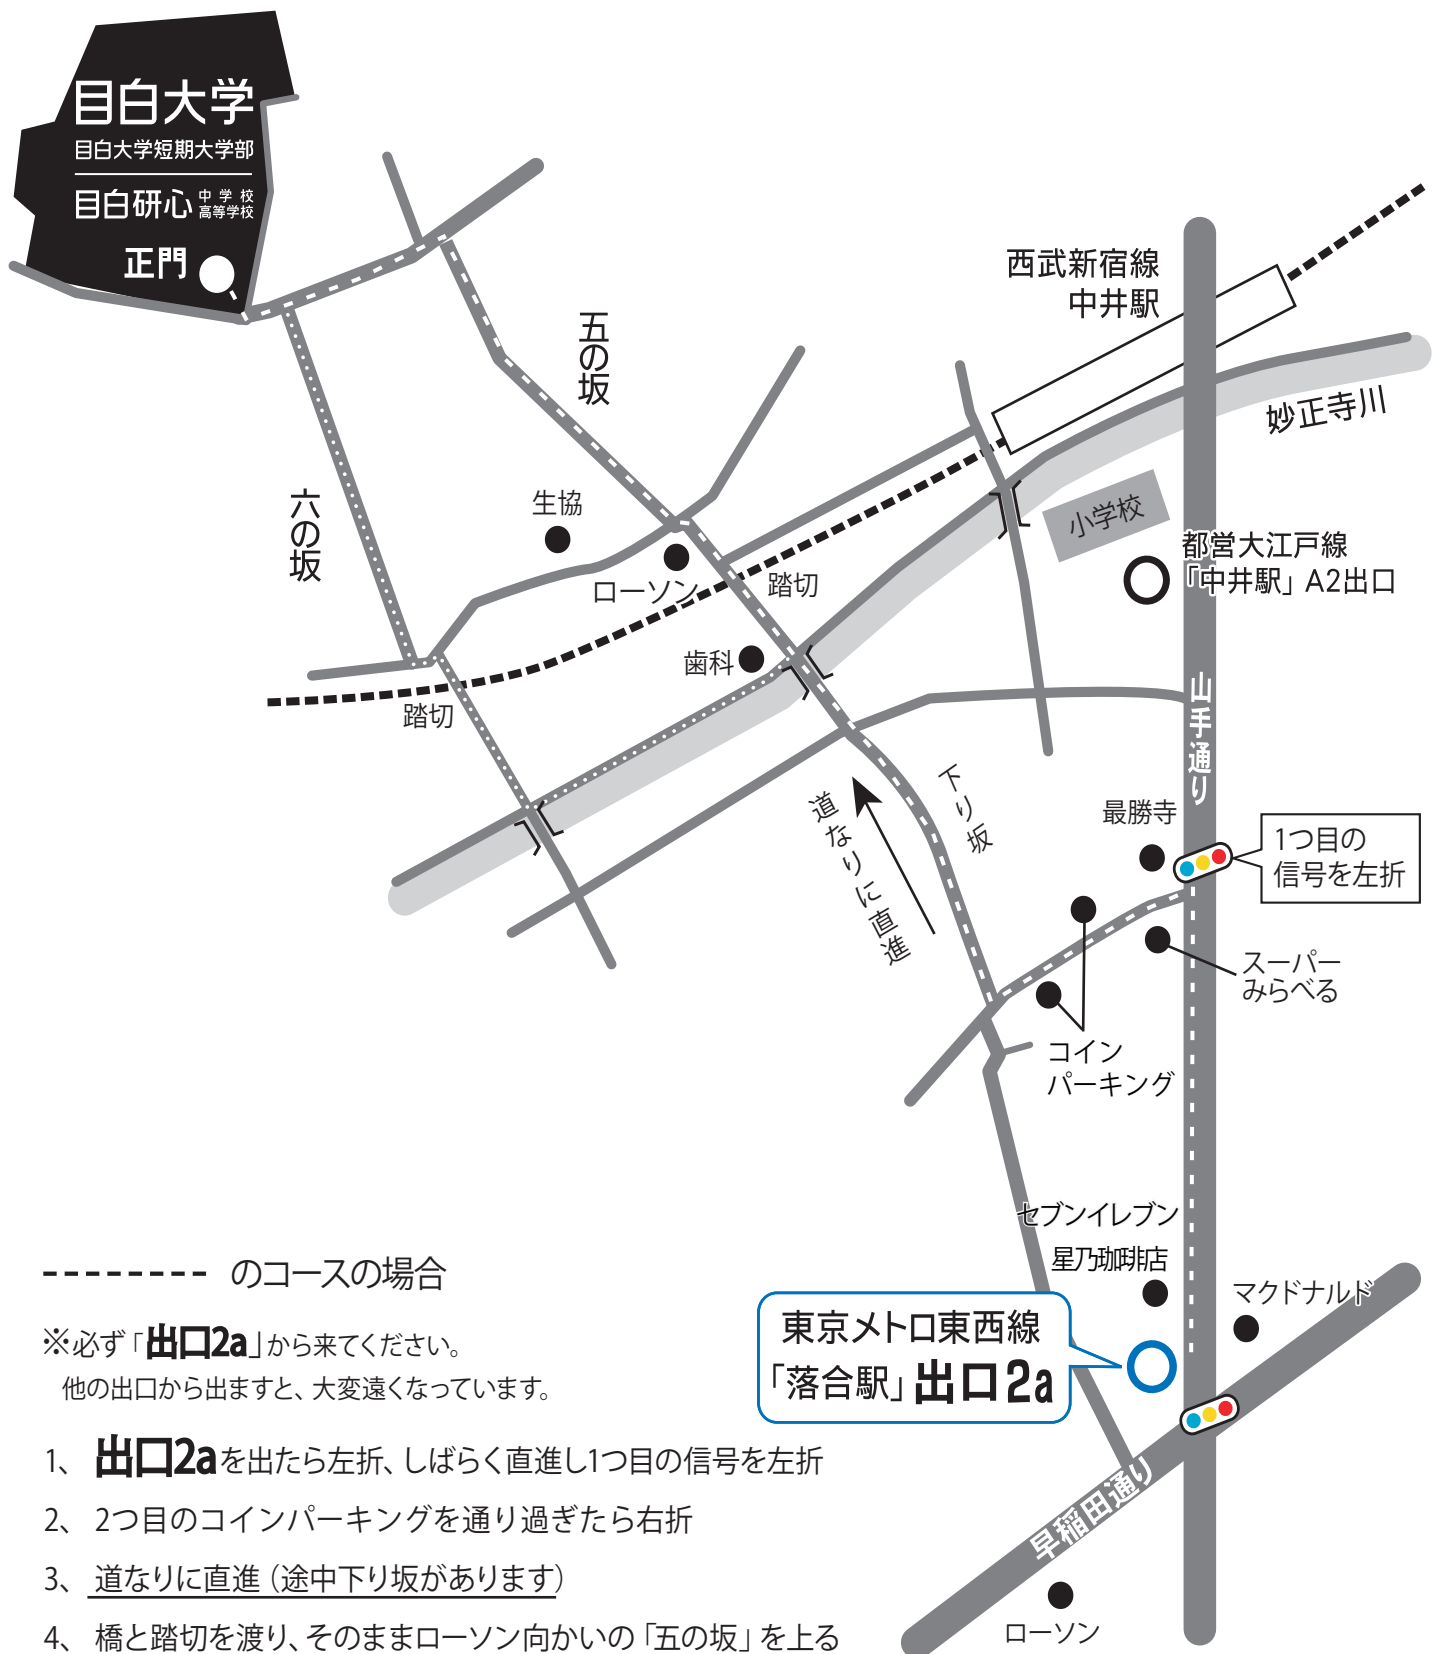 目白大学
目白大学短期大学部
目白研心 中学校
高等学校
正門
西武新宿線
中井駅
五の坂
妙正寺川
六の坂
生協
小学校
ローソン
踏切
都営大江戸線
「中井駅」A2出口
歯科
踏切
山手通り
下り坂
道なりに直進
最勝寺
1つ目の
信号を左折
スーパー
みらべる
コイン
パーキング
セブンイレブン
星乃珈琲店
マクドナルド
東京メトロ東西線
「落合駅」出口2a
早稲田通り
ローソン
のコースの場合
※必ず「出口2a」から来てください。
他の出口から出ますと、大変遠くなっています。
1、出口2aを出たら左折、しばらく直進し1つ目の信号を左折
2、2つ目のコインパーキングを通り過ぎたら右折
3、道なりに直進（途中下り坂があります）
4、橋と踏切を渡り、そのままローソン向かいの「五の坂」を上る